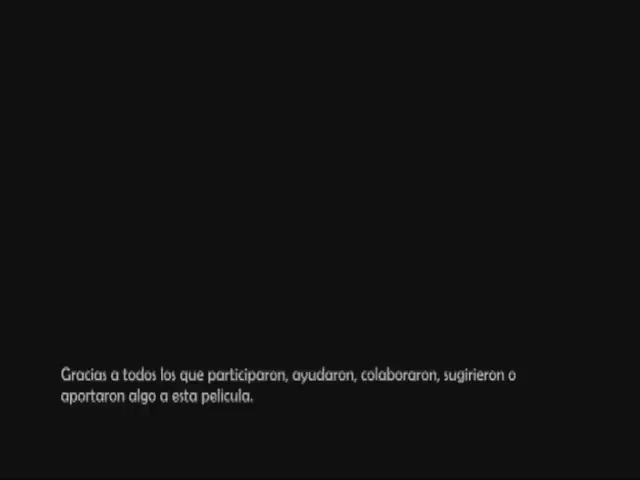 Gracias a todos los que participaron, ayudaron, colaboraron, sugirieron o
aportaron algo a esta pelicula.